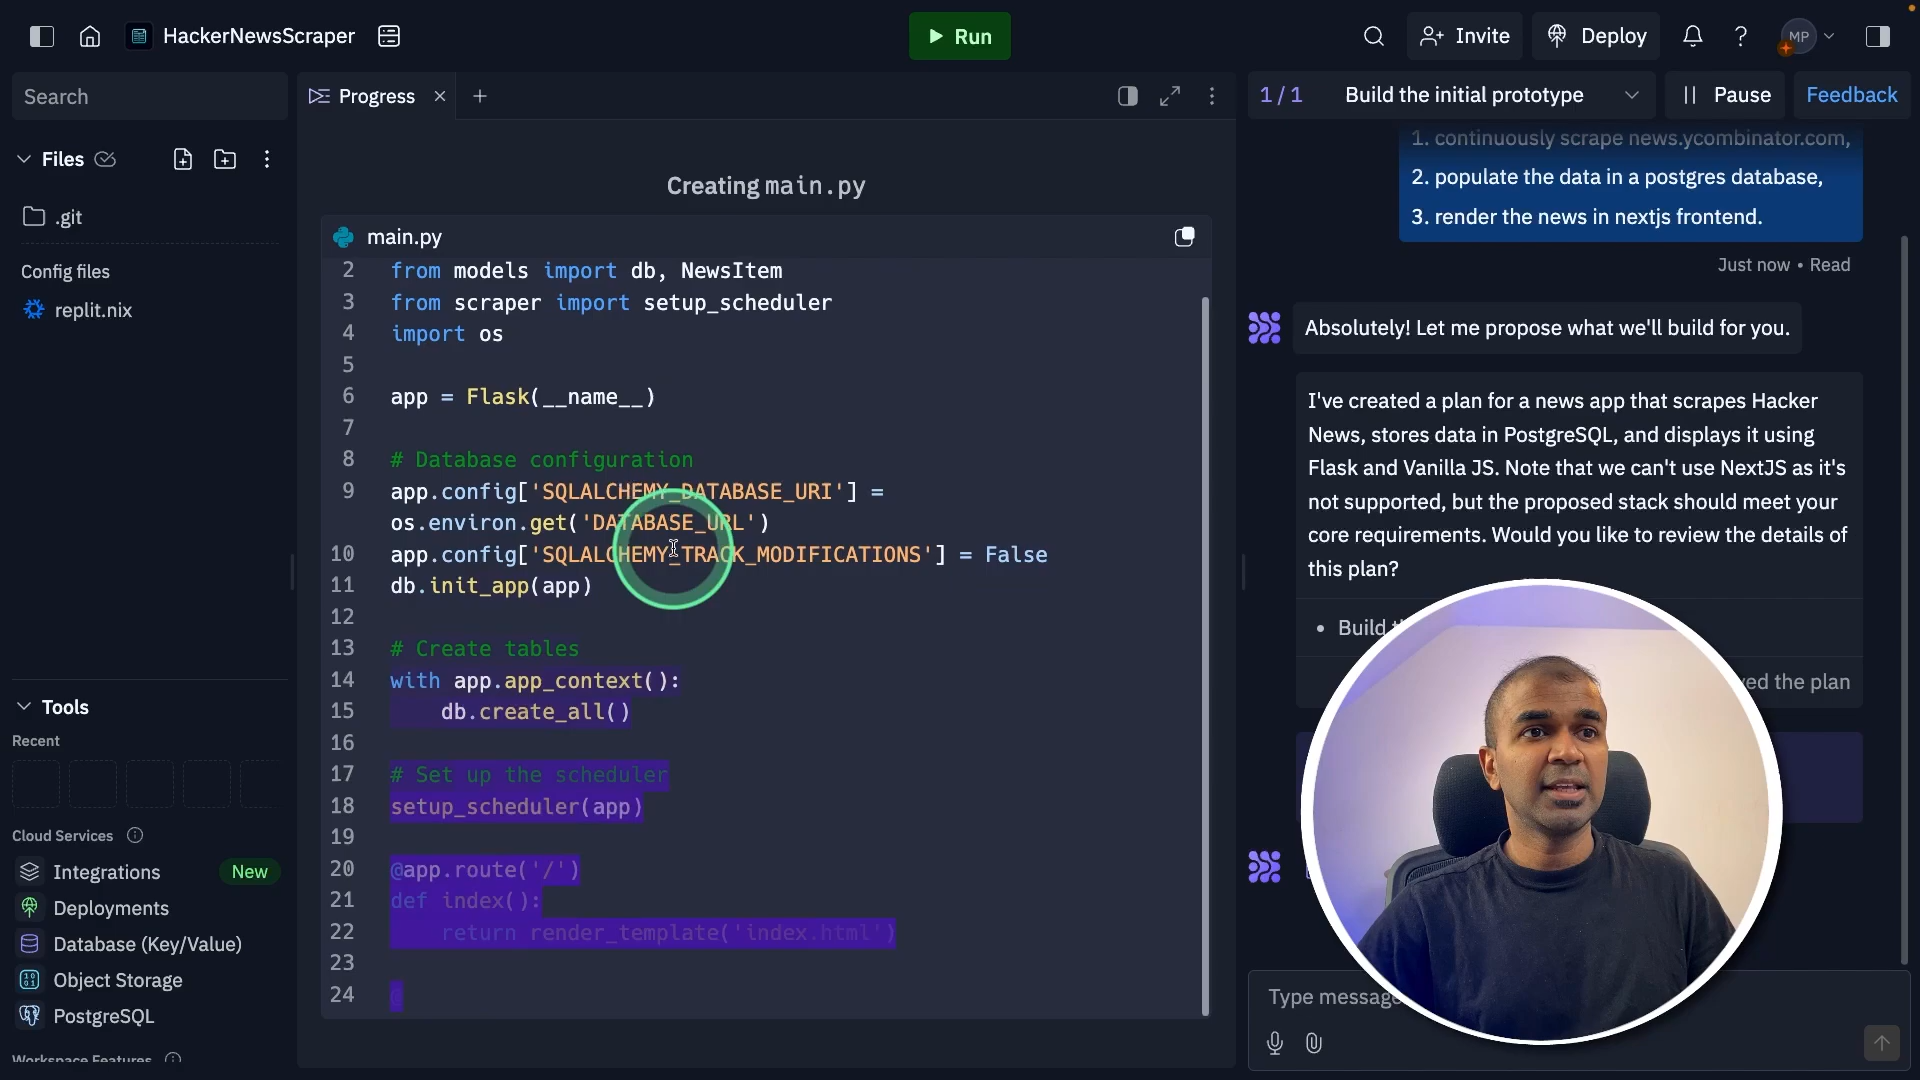 HackerNewsScraper
Run
Invite
Deploy
MP
Search
Progress
1 / 1
Build the initial prototype
Pause
Feedback
Files
.git
Config files
replit.nix
Tools
Recent
Cloud Services
Integrations
New
Deployments
Database (Key/Value)
Object Storage
PostgreSQL
Workspace Features
Creating main.py
main.py
2 from models import db, NewsItem
3 from scraper import setup_scheduler
4 import os
5
6 app = Flask(__name__)
7
8 # Database configuration
9 app.config['SQLALCHEMY_DATABASE_URI'] =
os.environ.get('DATABASE_URL')
10 app.config['SQLALCHEMY_TRACK_MODIFICATIONS'] = False
11 db.init_app(app)
12
13 # Create tables
14 with app.app_context():
15 db.create_all()
16
17 # Set up the scheduler
18 setup_scheduler(app)
19
20 @app.route('/')
21 def index():
22 return render_template('index.html')
23
24 @
1. continuously scrape news.ycombinator.com,
2. populate the data in a postgres database,
3. render the news in nextjs frontend.
Just now • Read
Absolutely! Let me propose what we'll build for you.
I've created a plan for a news app that scrapes Hacker
News, stores data in PostgreSQL, and displays it using
Flask and Vanilla JS. Note that we can't use NextJS as it's
not supported, but the proposed stack should meet your
core requirements. Would you like to review the details of
this plan?
• Build
the plan
Type message